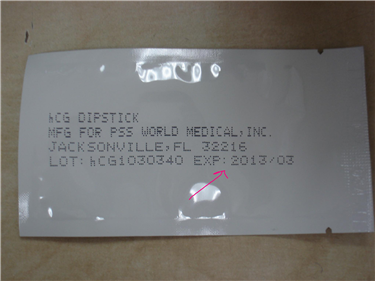 hCG DIPSTICK
MFG FOR PSS WORLD MEDICAL, INC.
JACKSONVILLE, FL 32216
LOT: hCG1030340 EXP: 2013/03